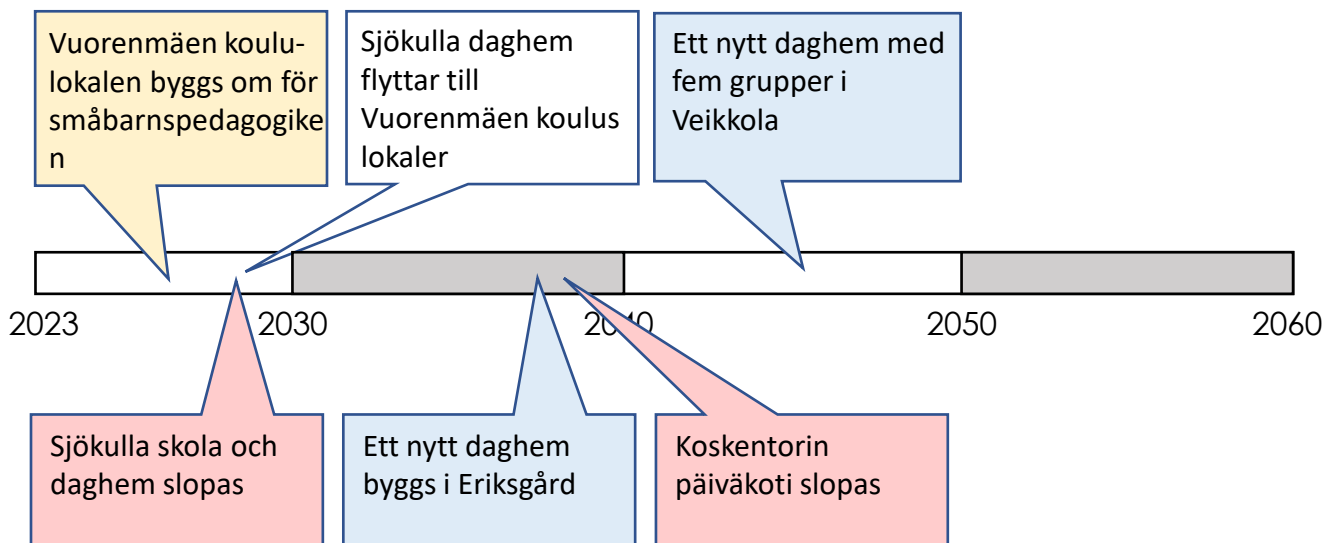 Vuorenmäen koulu-
lokalen byggs om för
småbarnspedagogike
n
Sjökulla daghem
flyttar till
Vuorenmäen koulus
lokaler
Ett nytt daghem med
fem grupper i
Veikkola
2023
2030
2040
2050
2060
Sjökulla skola och
daghem slopas
Ett nytt daghem
byggs i Eriksgård
Koskentorin
päiväkoti slopas